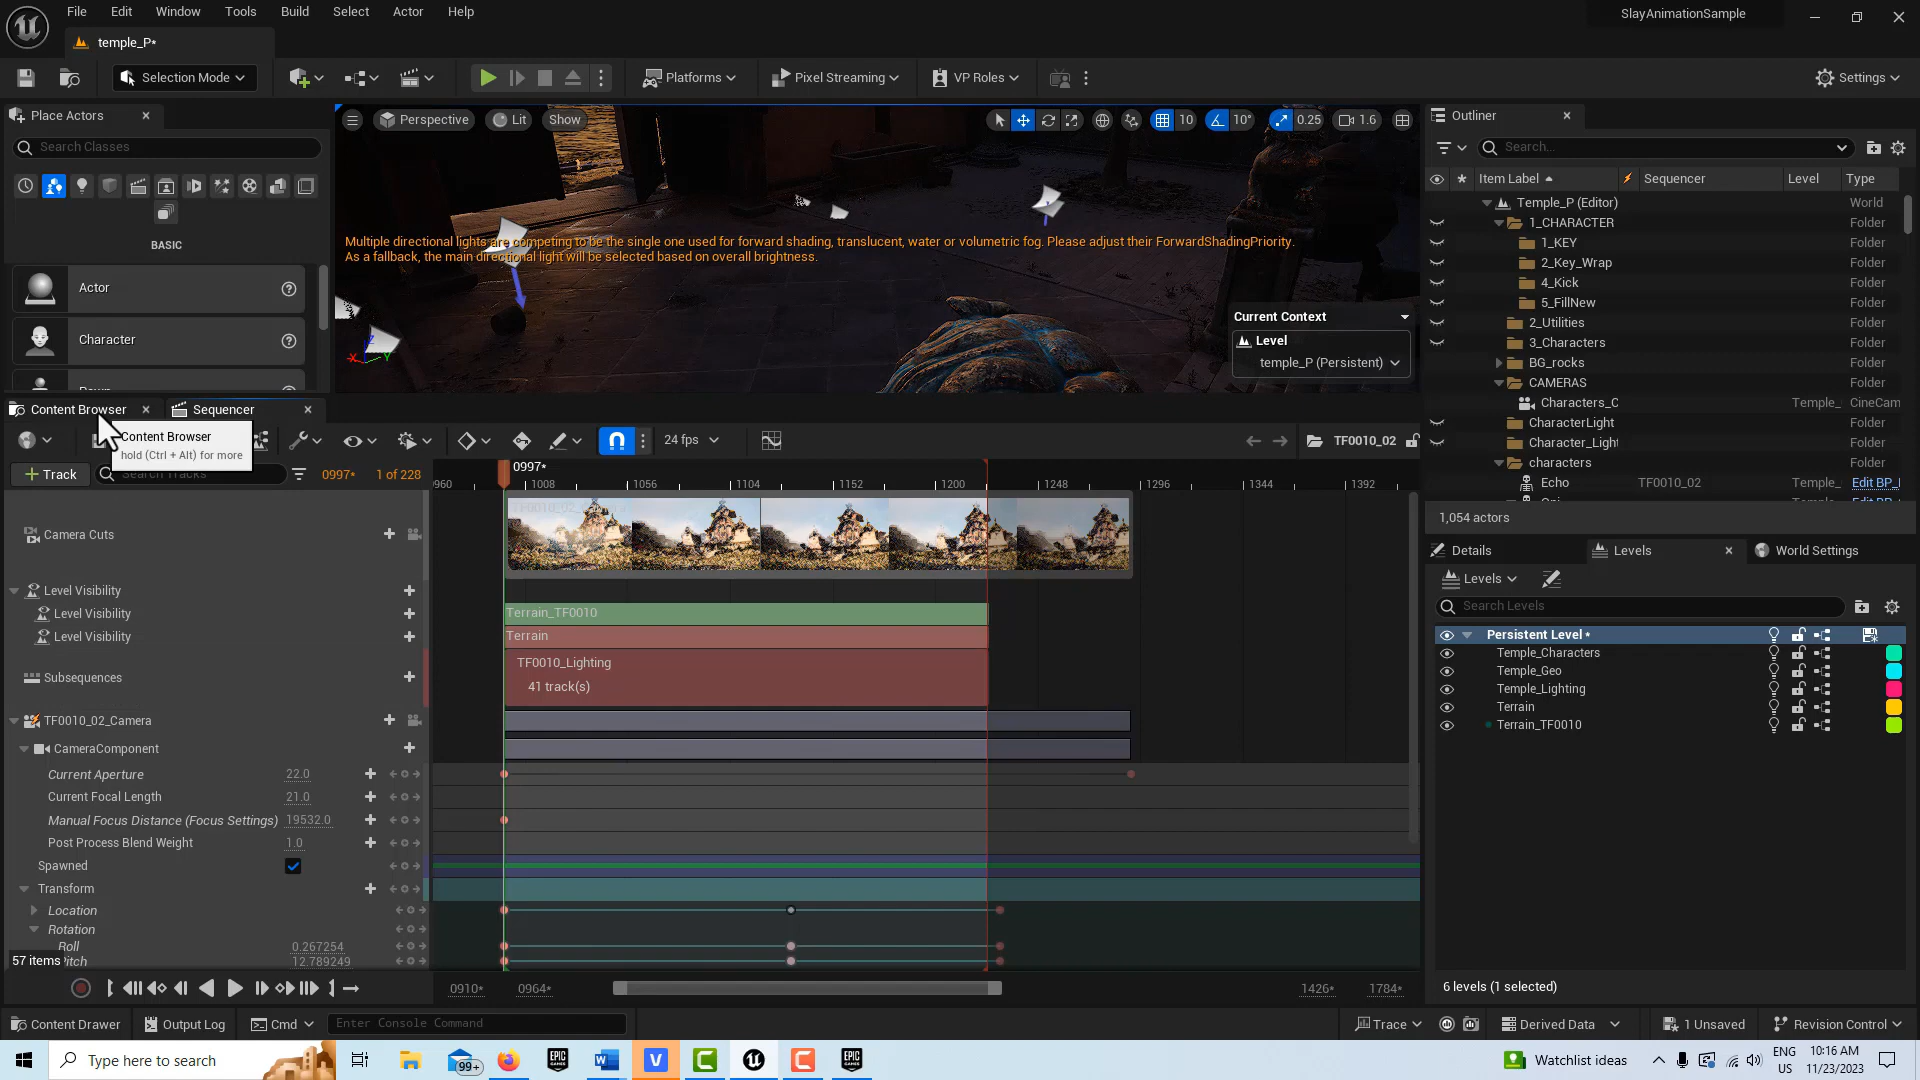 File Edit Window Tools Build Select Actor Help
SlayAnimationSample
temple_P*
Selection Mode
Platforms
Pixel Streaming
VP Roles
Settings
Place Actors
Search Classes
BASIC
Actor
Character
Perspective
Lit
Show
10
10°
0.25
1.6
Multiple directional lights are competing to be the single one used for forward shading, translucent, water or volumetric fog. Please adjust their ForwardShadingPriority.
As a fallback, the main directional light will be selected based on overall brightness.
Current Context
Level
temple_P (Persistent)
Outliner
Search...
Item Label
Sequencer
Level
Type
Temple_P (Editor) World
1_CHARACTER Folder
1_KEY Folder
2_Key_Wrap Folder
4_Kick Folder
5_FillNew Folder
2_Utilities Folder
3_Characters Folder
BG_rocks Folder
CAMERAS Folder
Characters_C Temple_ CineCam
CharacterLight Folder
Character_Light Folder
characters Folder
Echo TF0010_02 Temple_ Edit BP_
1,054 actors
Content Browser
Sequencer
Content Browser
hold (Ctrl + Alt) for more
24 fps
TF0010_02
Track
Search Tracks
0997*
1 of 228
0997*
960 1008 1056 1104 1152 1200 1248 1296 1344 1392
Camera Cuts
Level Visibility
Level Visibility
Level Visibility
Subsequences
TF0010_02_Camera
CameraComponent
Current Aperture 22.0
Current Focal Length 21.0
Manual Focus Distance (Focus Settings) 19532.0
Post Process Blend Weight 1.0
Spawned
Transform
Location
Rotation
Roll 0.267254
Pitch 12.789249
57 items
Terrain_TF0010
Terrain
TF0010_Lighting
41 track(s)
0910* 0964*
1426* 1784*
Details
Levels
World Settings
Levels
Search Levels
Persistent Level *
Temple_Characters
Temple_Geo
Temple_Lighting
Terrain
Terrain_TF0010
6 levels (1 selected)
Content Drawer
Output Log
Cmd
Enter Console Command
Trace
Derived Data
1 Unsaved
Revision Control
Type here to search
99+
EPIC GAMES
EPIC GAMES
Watchlist ideas
ENG
US
10:16 AM
11/23/2023